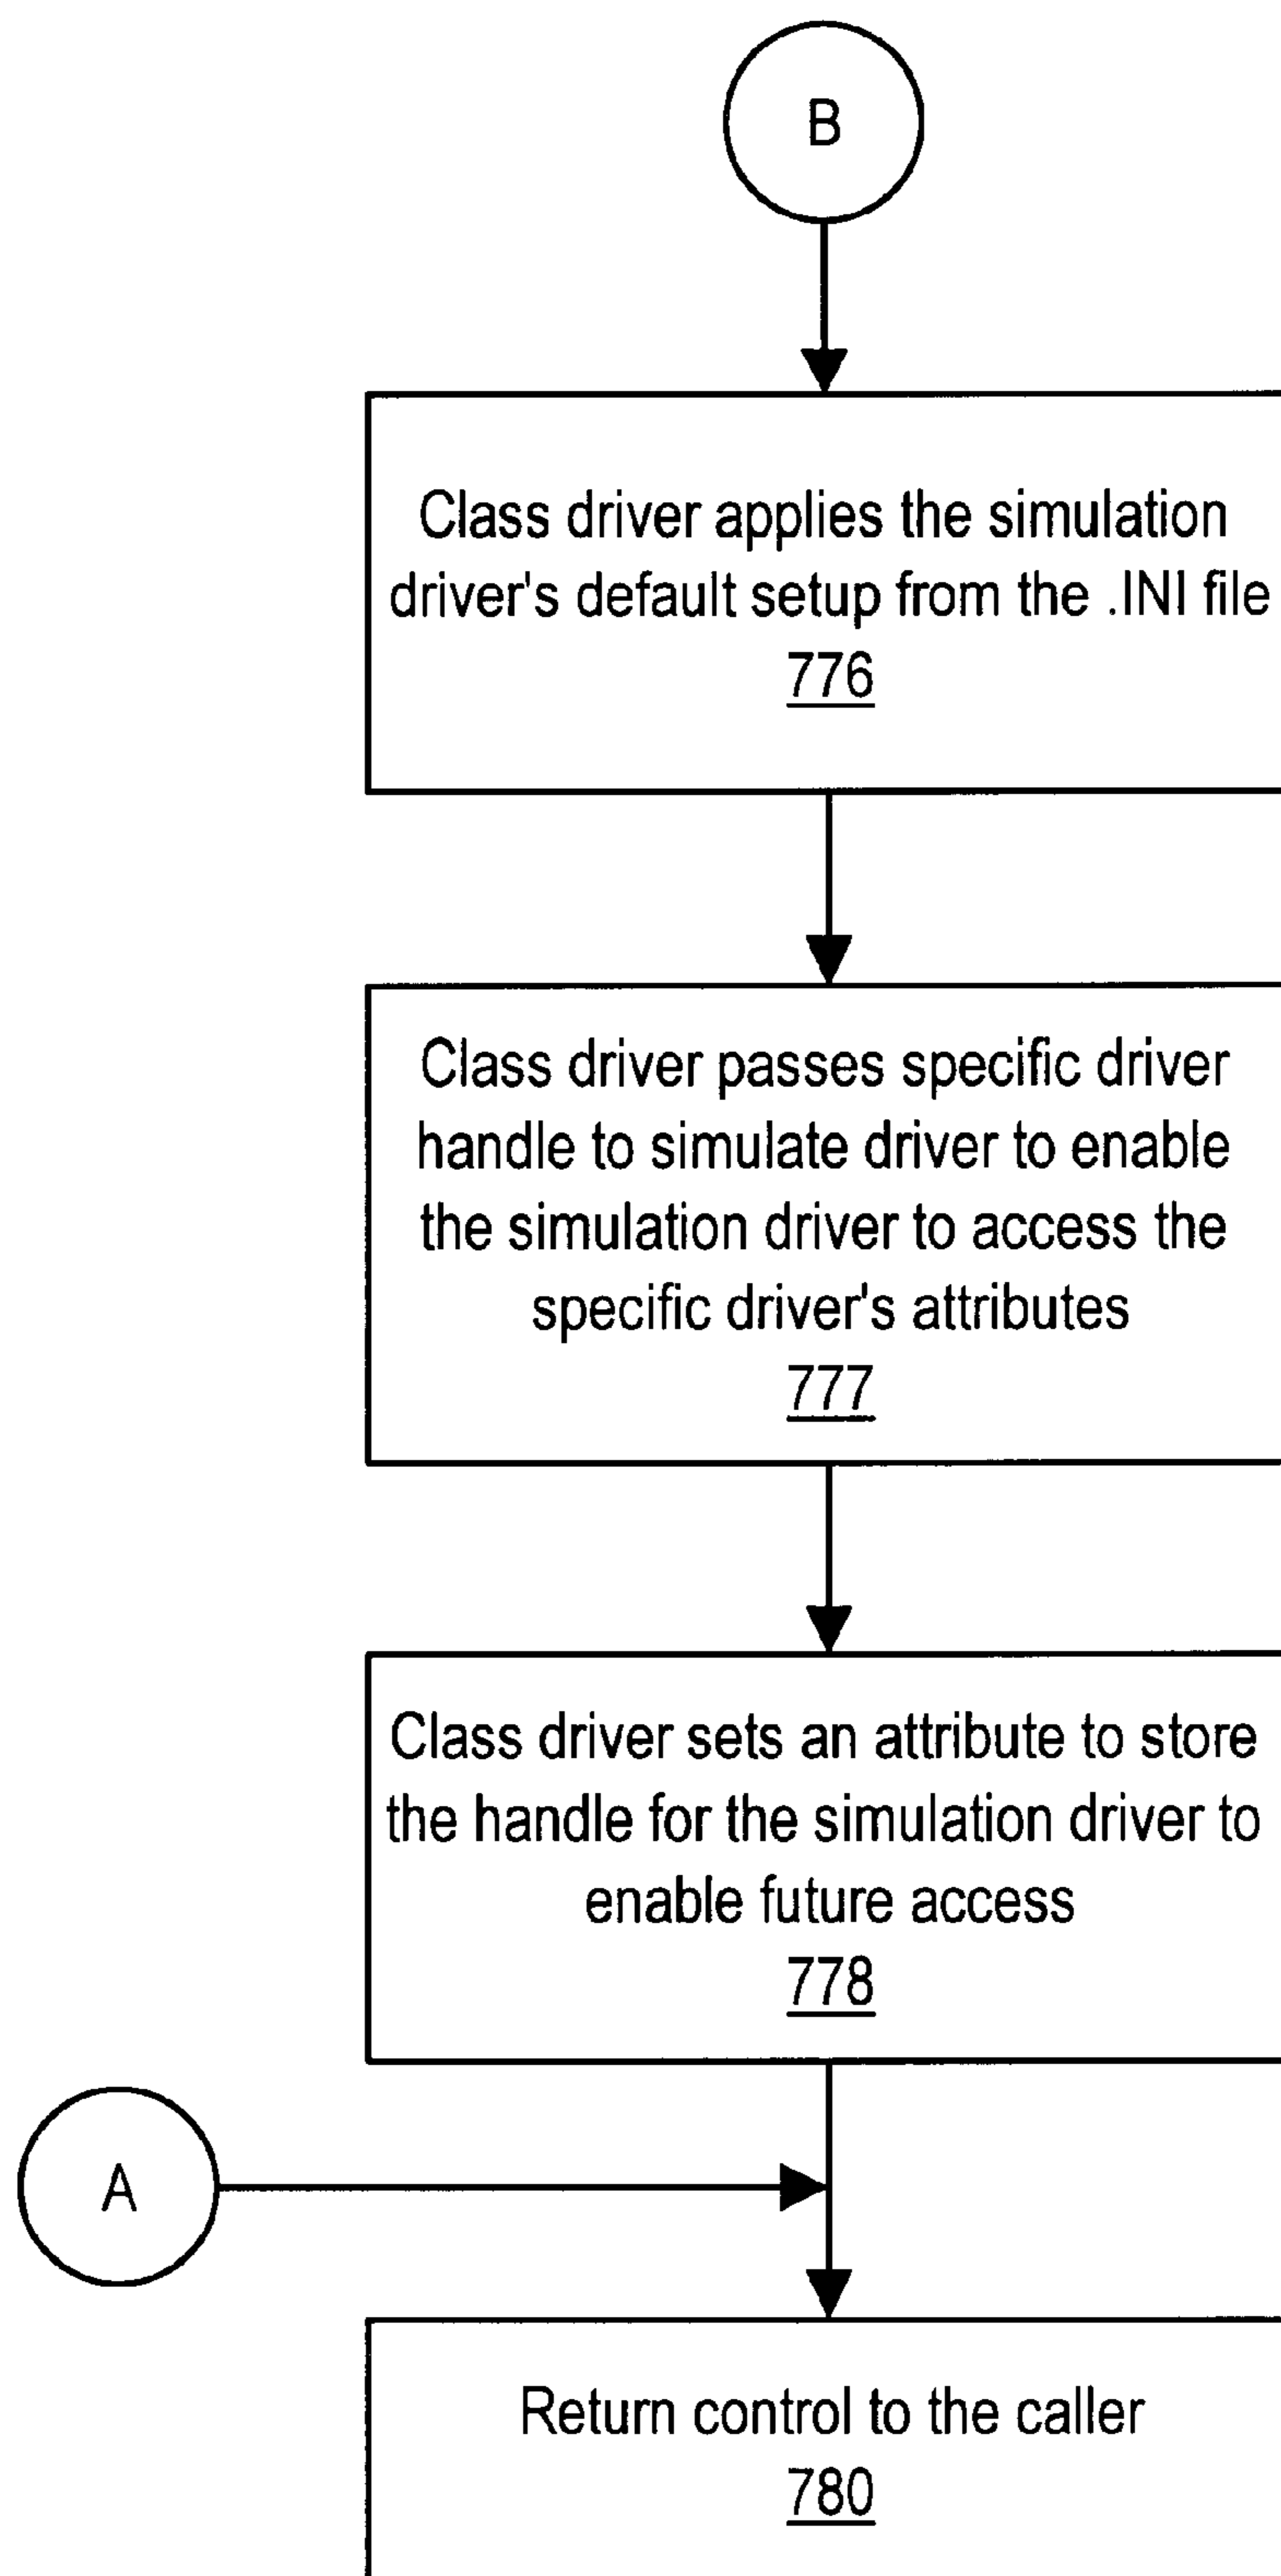 B
Class driver applies the simulation
driver's default setup from the .INI file
776
Class driver passes specific driver
handle to simulate driver to enable
the simulation driver to access the
specific driver's attributes
777
Class driver sets an attribute to store
the handle for the simulation driver to
enable future access
778
A
Return control to the caller
780